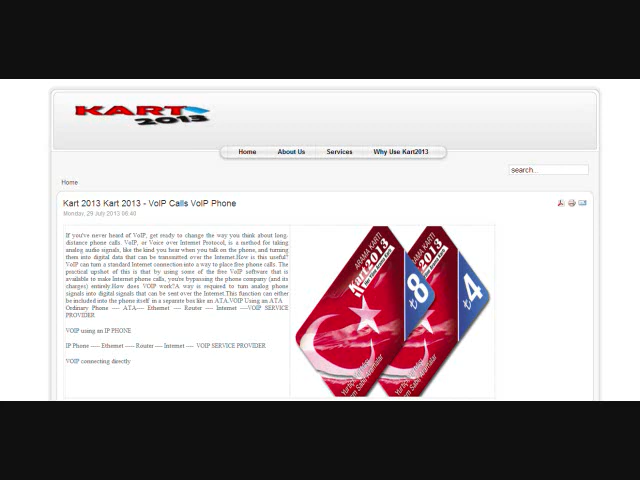 KART 2013
Home About Us Services Why Use Kart2013
search...
Home
Kart 2013 Kart 2013 - VoIP Calls VoIP Phone
Monday, 29 July 2013 06:40
If you've never heard of VoIP, get ready to change the way you think about long-
distance phone calls. VoIP, or Voice over Internet Protocol, is a method for taking
analog audio signals, like the kind you hear when you talk on the phone, and turning
them into digital data that can be transmitted over the Internet.How is this useful?
VoIP can turn a standard Internet connection into a way to place free phone calls. The
practical upshot of this is that by using some of the free VoIP software that is
available to make Internet phone calls, you're bypassing the phone company (and its
charges) entirely.How does VOIP work?A way is required to turn analog phone
signals into digital signals that can be sent over the Internet.This function can either
be included into the phone itself in a separate box like an ATA.VOIP Using an ATA
Ordinary Phone ---- ATA---- Ethernet ---- Router ---- Internet ----VOIP SERVICE
PROVIDER
VOIP using an IP PHONE
IP Phone ----- Ethernet ----- Router ---- Internet ---- VOIP SERVICE PROVIDER
VOIP connecting directly
ARAMA KARTI
Kart 2013
₺8
ARAMA KARTI
Kart 2013
₺4